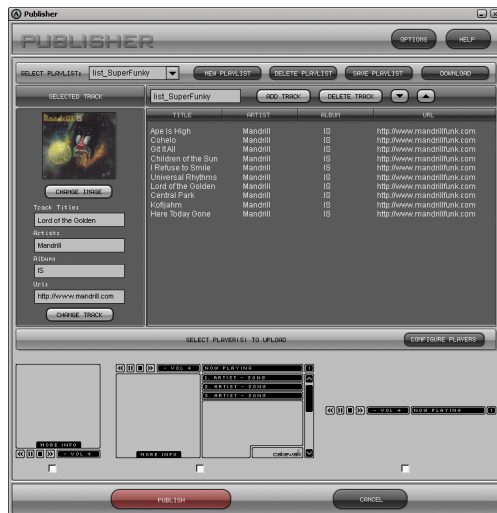 Publisher
PUBLISHER
OPTIONS
HELP
SELECT PLAYLIST:
list_SuperFunky
NEW PLAYLIST
DELETE PLAYLIST
SAVE PLAYLIST
DOWNLOAD
SELECTED TRACK
list_SuperFunky
ADD TRACK
DELETE TRACK
TITLE ARTIST ALBUM URL
Mandrill IS
Ape Is High Mandrill IS http://www.mandrillfunk.com
Cohelo Mandrill IS http://www.mandrillfunk.com
Git It All Mandrill IS http://www.mandrillfunk.com
Children of the Sun Mandrill IS http://www.mandrillfunk.com
I Refuse to Smile Mandrill IS http://www.mandrillfunk.com
Universal Rhythms Mandrill IS http://www.mandrillfunk.com
Lord of the Golden Mandrill IS http://www.mandrillfunk.com
Central Park Mandrill IS http://www.mandrillfunk.com
Kofijahm Mandrill IS http://www.mandrillfunk.com
Here Today Gone Mandrill IS http://www.mandrillfunk.com
CHANGE IMAGE
Track Title:
Lord of the Golden
Artist:
Mandrill
Album:
IS
Url:
http://www.mandrill.com
CHANGE TRACK
SELECT PLAYER(S) TO UPLOAD
CONFIGURE PLAYERS
MORE INFO
- VOL +
- VOL +
NOW PLAYING
i
1. ARTIST - SONG
2. ARTIST - SONG
3. ARTIST - SONG
MORE INFO
cakewalk
- VOL +
NOW PLAYING
i
PUBLISH
CANCEL